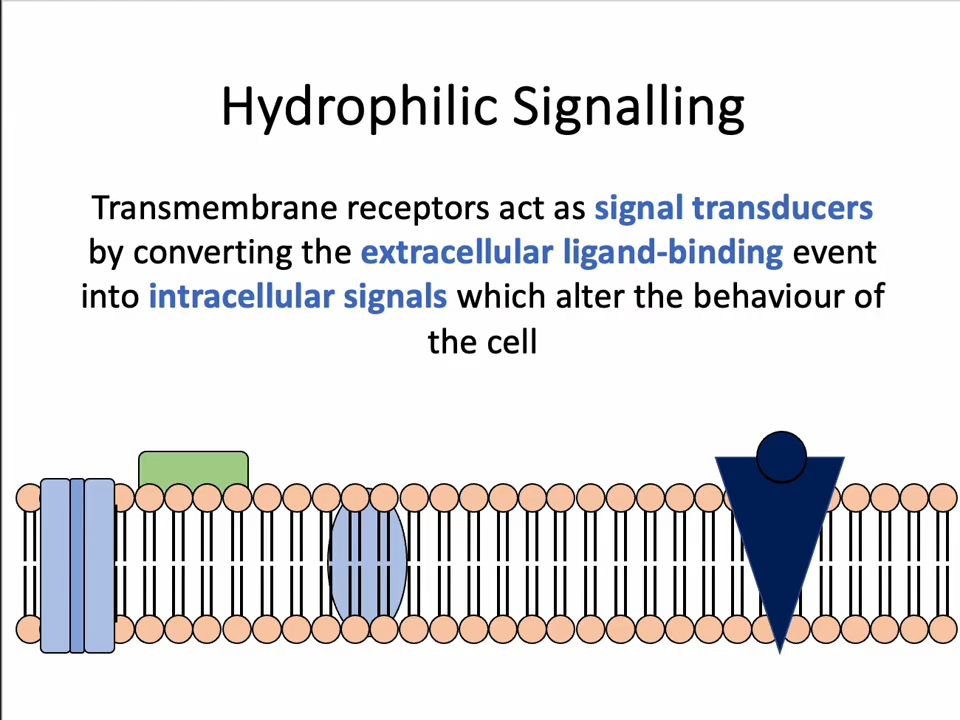 Hydrophilic Signalling
Transmembrane receptors act as signal transducers
by converting the extracellular ligand-binding event
into intracellular signals which alter the behaviour of
the cell